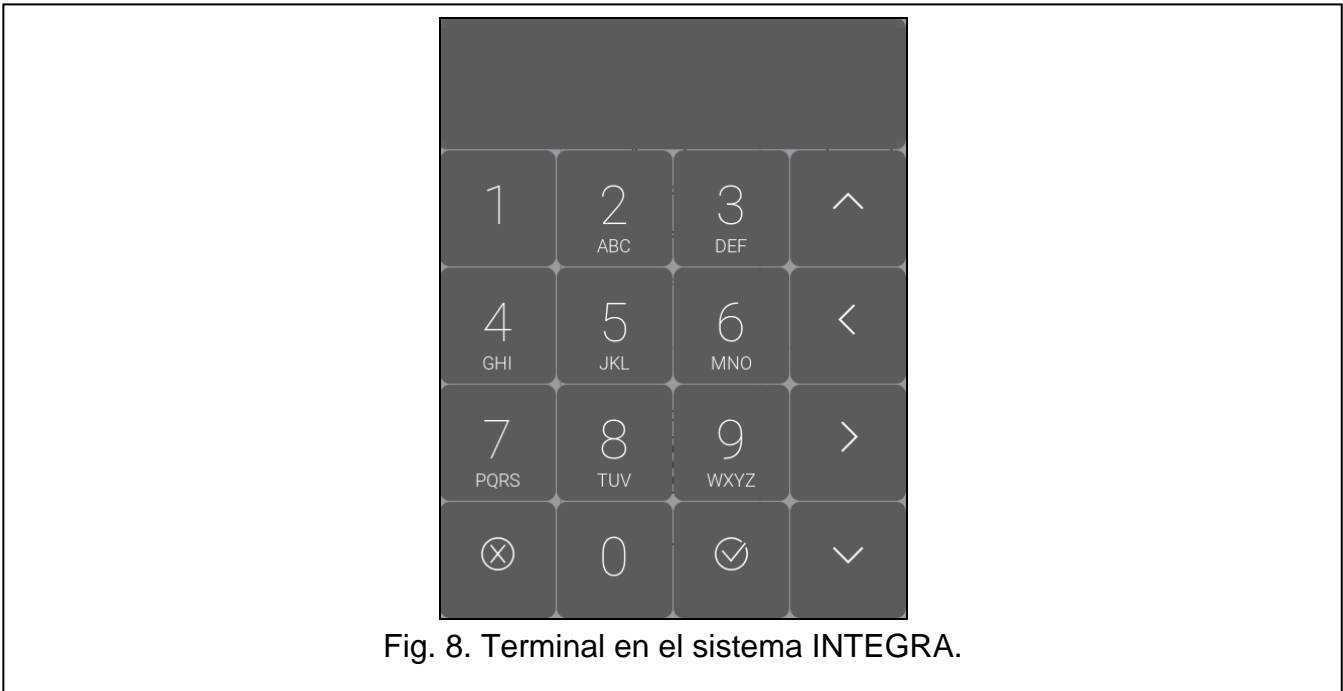 1 2 3
ABC DEF
4 5 6
GHI JKL MNO
7 8 9
PQRS TUV WXYZ
0
Fig. 8. Terminal en el sistema INTEGRA.